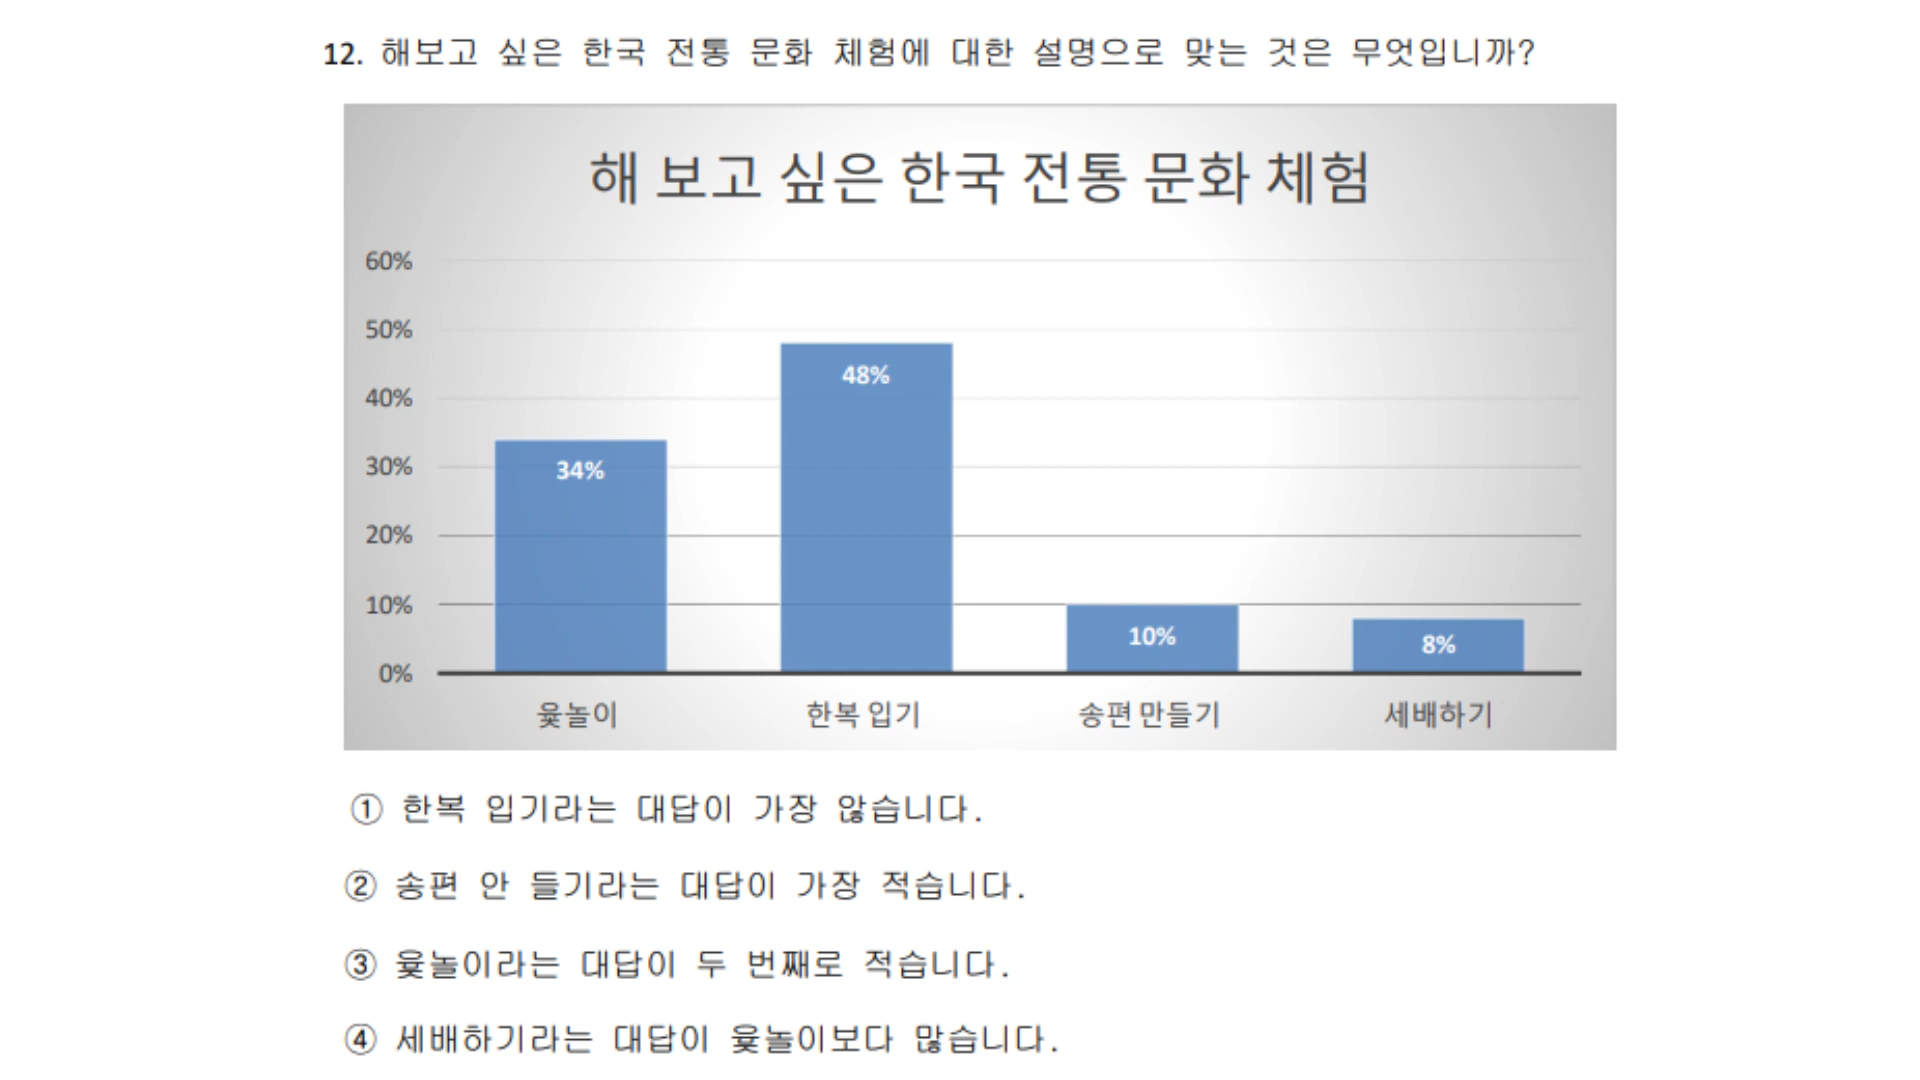 12. 해보고 싶은 한국 전통 문화 체험에 대한 설명으로 맞는 것은 무엇입니까?
해 보고 싶은 한국 전통 문화 체험
60%
50%
40%
30%
20%
10%
0%
34%
48%
10%
8%
윷놀이 한복 입기 송편 만들기 세배하기
① 한복 입기라는 대답이 가장 않습니다.
② 송편 안 들기라는 대답이 가장 적습니다.
③ 윷놀이라는 대답이 두 번째로 적습니다.
④ 세배하기라는 대답이 윷놀이보다 많습니다.